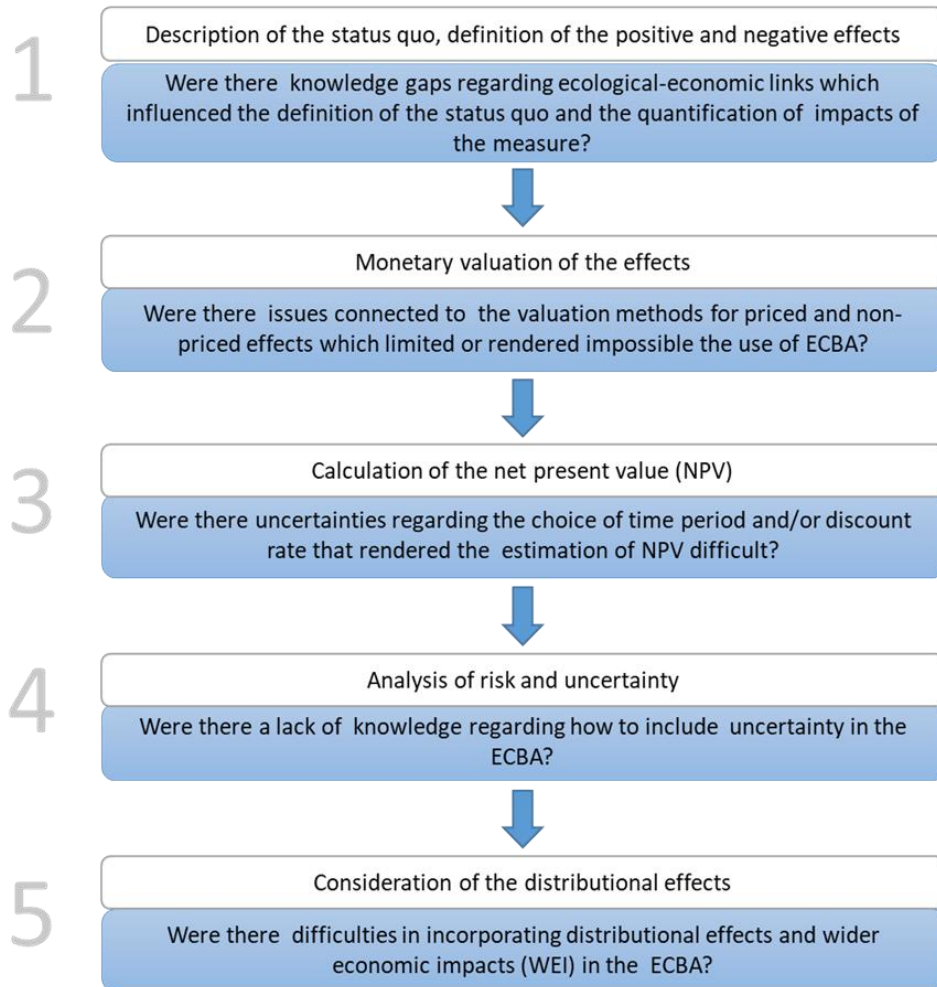 1
Description of the status quo, definition of the positive and negative effects
Were there knowledge gaps regarding ecological-economic links which
influenced the definition of the status quo and the quantification of impacts of
the measure?
2
Monetary valuation of the effects
Were there issues connected to the valuation methods for priced and non-
priced effects which limited or rendered impossible the use of ECBA?
3
Calculation of the net present value (NPV)
Were there uncertainties regarding the choice of time period and/or discount
rate that rendered the estimation of NPV difficult?
4
Analysis of risk and uncertainty
Were there a lack of knowledge regarding how to include uncertainty in the
ECBA?
5
Consideration of the distributional effects
Were there difficulties in incorporating distributional effects and wider
economic impacts (WEI) in the ECBA?